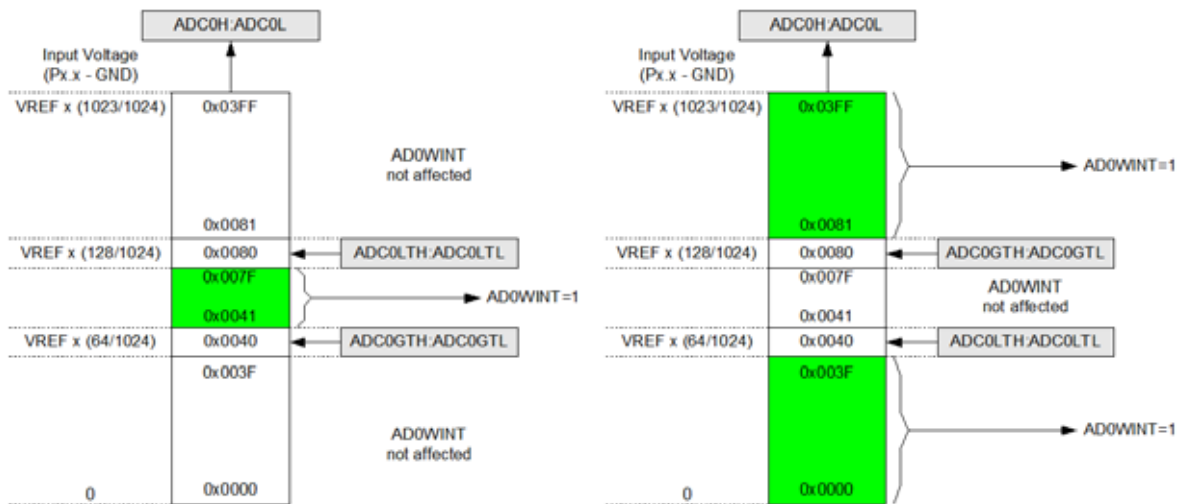 ADC0H:ADC0L
Input Voltage
(Px.x - GND)
VREF x (1023/1024)
0x03FF
AD0WINT
not affected
0x0081
VREF x (128/1024)
0x0080
ADC0LTH:ADC0LTL
0x007F
AD0WINT=1
0x0041
VREF x (64/1024)
0x0040
ADC0GTH:ADC0GTL
0x003F
AD0WINT
not affected
0
0x0000
ADC0H:ADC0L
Input Voltage
(Px.x - GND)
VREF x (1023/1024)
0x03FF
AD0WINT=1
0x0081
VREF x (128/1024)
0x0080
ADC0GTH:ADC0GTL
0x007F
AD0WINT
not affected
0x0041
VREF x (64/1024)
0x0040
ADC0LTH:ADC0LTL
0x003F
AD0WINT=1
0
0x0000